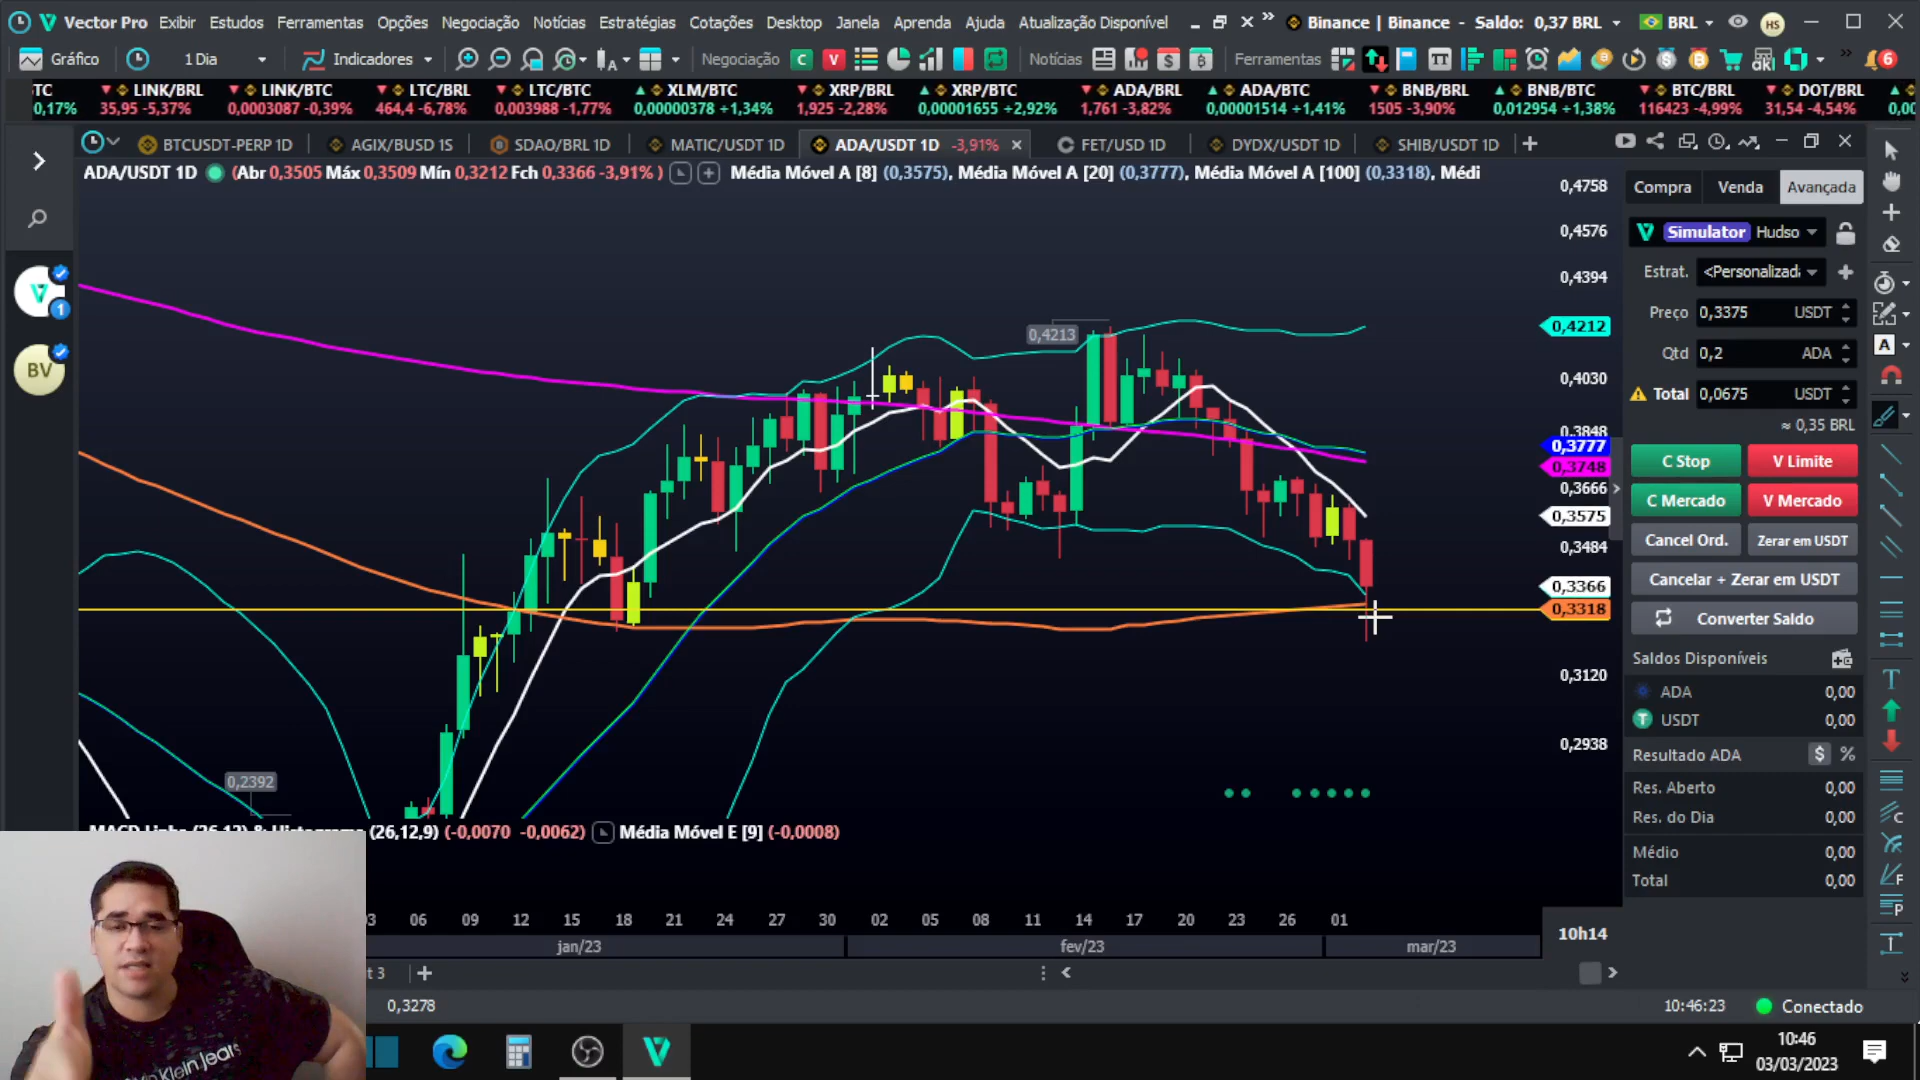 Vector Pro Exibir Estudos Ferramentas Opções Negociação Notícias Estratégias Cotações Desktop Janela Aprenda Ajuda Atualização Disponível Binance | Binance - Saldo: 0,37 BRL BRL HS
Gráfico 1 Dia Indicadores Negociação C V Notícias Ferramentas 6
TC LINK/BRL LINK/BTC LTC/BRL LTC/BTC XLM/BTC XRP/BRL XRP/BTC ADA/BRL ADA/BTC BNB/BRL BNB/BTC BTC/BRL DOT/BRL
0,17% 35,95 -5,37% 0,0003087 -0,39% 464,4 -6,78% 0,003988 -1,77% 0,00000378 +1,34% 1,925 -2,28% 0,00001655 +2,92% 1,761 -3,82% 0,00001514 +1,41% 1505 -3,90% 0,012954 +1,38% 116423 -4,99% 31,54 -4,54% 0,00
BTCUSDT-PERP 1D AGIX/BUSD 1S SDAO/BRL 1D MATIC/USDT 1D ADA/USDT 1D -3,91% FET/USD 1D DYDX/USDT 1D SHIB/USDT 1D
ADA/USDT 1D (Abr 0,3505 Máx 0,3509 Mín 0,3212 Fch 0,3366 -3,91% ) Média Móvel A [8] (0,3575), Média Móvel A [20] (0,3777), Média Móvel A [100] (0,3318), Médi
0,4758
0,4576
0,4394
0,4212
0,4213
0,4030
0,3848
0,3777
0,3748
0,3666
0,3575
0,3484
0,3366
0,3318
0,3120
0,2938
0,2392
1
BV
Compra Venda Avançada
Simulator Hudso
Estrat. <Personalizada
Preço 0,3375 USDT
Qtd 0,2 ADA
Total 0,0675 USDT
≈ 0,35 BRL
C Stop V Limite
C Mercado V Mercado
Cancel Ord. Zerar em USDT
Cancelar + Zerar em USDT
Converter Saldo
Saldos Disponíveis
ADA 0,00
USDT 0,00
Resultado ADA $ %
Res. Aberto 0,00
Res. do Dia 0,00
Médio 0,00
Total 0,00
(26,12,9) (-0,0070 -0,0062) Média Móvel E [9] (-0,0008)
03 06 09 12 15 18 21 24 27 30 02 05 08 11 14 17 20 23 26 01
jan/23 fev/23 mar/23
10h14
t 3
0,3278
10:46:23 Conectado
10:46
03/03/2023
Klein Jeans